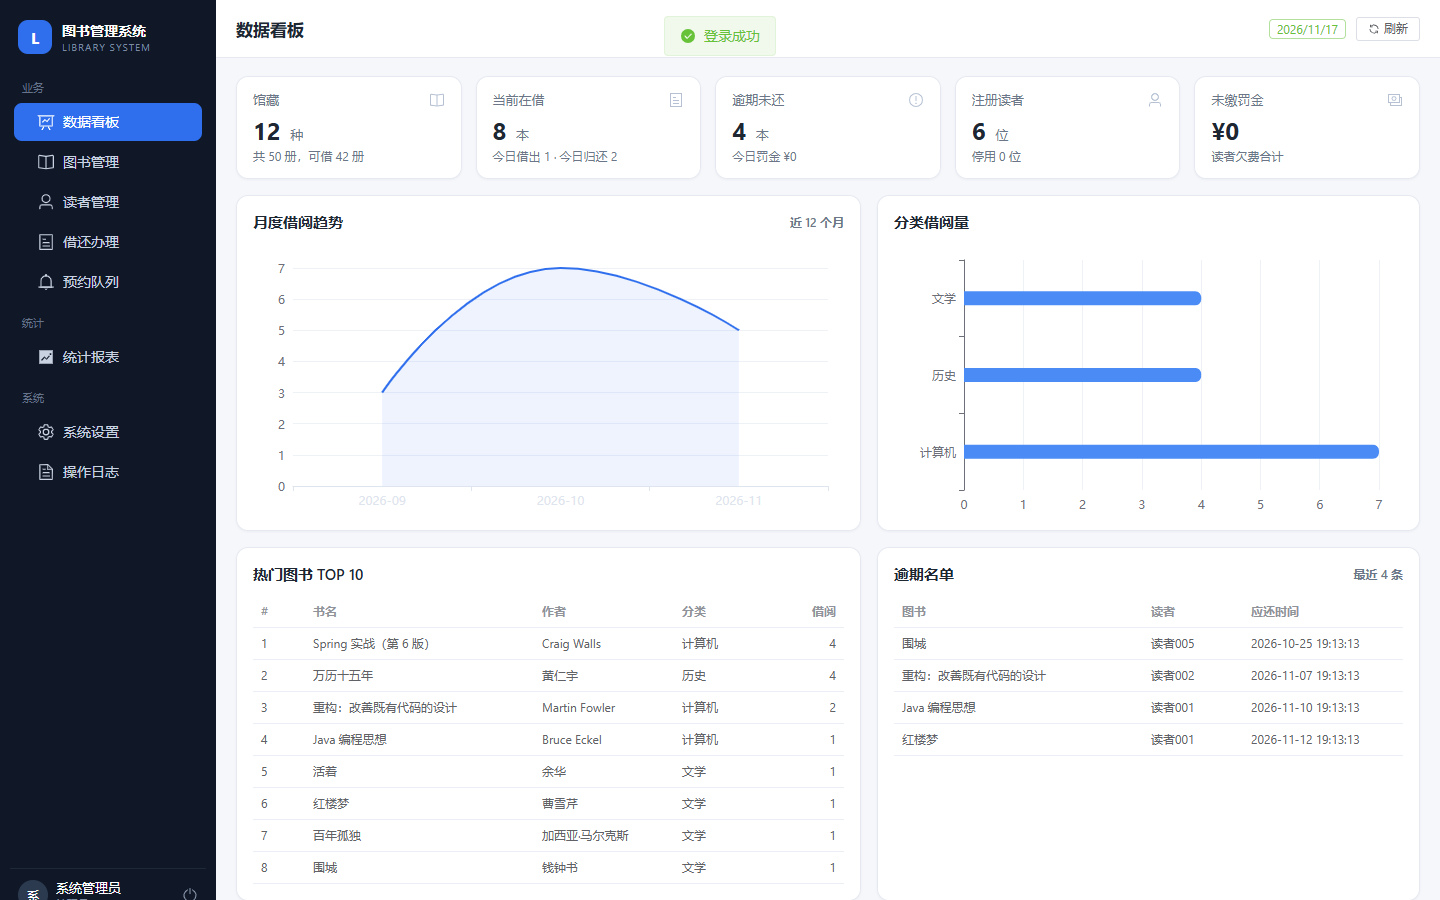 L
图书管理系统
LIBRARY SYSTEM
业务
数据看板
图书管理
读者管理
借还办理
预约队列
统计
统计报表
系统
系统设置
操作日志
系
系统管理员
数据看板
登录成功
2026/11/17
刷新
馆藏
12 种
共 50 册，可借 42 册
当前在借
8 本
今日借出 1 · 今日归还 2
逾期未还
4 本
今日罚金 ¥0
注册读者
6 位
停用 0 位
未缴罚金
¥0
读者欠费合计
月度借阅趋势
近 12 个月
7
6
5
4
3
2
1
0
2026-09
2026-10
2026-11
分类借阅量
文学
历史
计算机
0 1 2 3 4 5 6 7
热门图书 TOP 10
# 书名 作者 分类 借阅
1 Spring 实战（第 6 版） Craig Walls 计算机 4
2 万历十五年 黄仁宇 历史 4
3 重构：改善既有代码的设计 Martin Fowler 计算机 2
4 Java 编程思想 Bruce Eckel 计算机 1
5 活着 余华 文学 1
6 红楼梦 曹雪芹 文学 1
7 百年孤独 加西亚·马尔克斯 文学 1
8 围城 钱钟书 文学 1
逾期名单
最近 4 条
图书 读者 应还时间
围城 读者005 2026-10-25 19:13:13
重构：改善既有代码的设计 读者002 2026-11-07 19:13:13
Java 编程思想 读者001 2026-11-10 19:13:13
红楼梦 读者001 2026-11-12 19:13:13